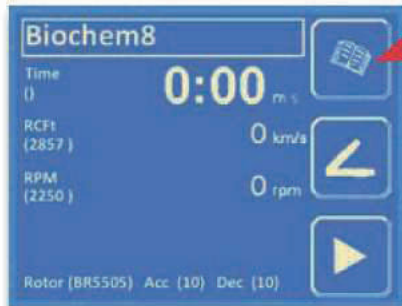 Biochem8
Time
()
0:00 m s
RCFt
(2857 )
0 km/s
RPM
(2250 )
0 rpm
Rotor (BR5505) Acc (10) Dec (10)